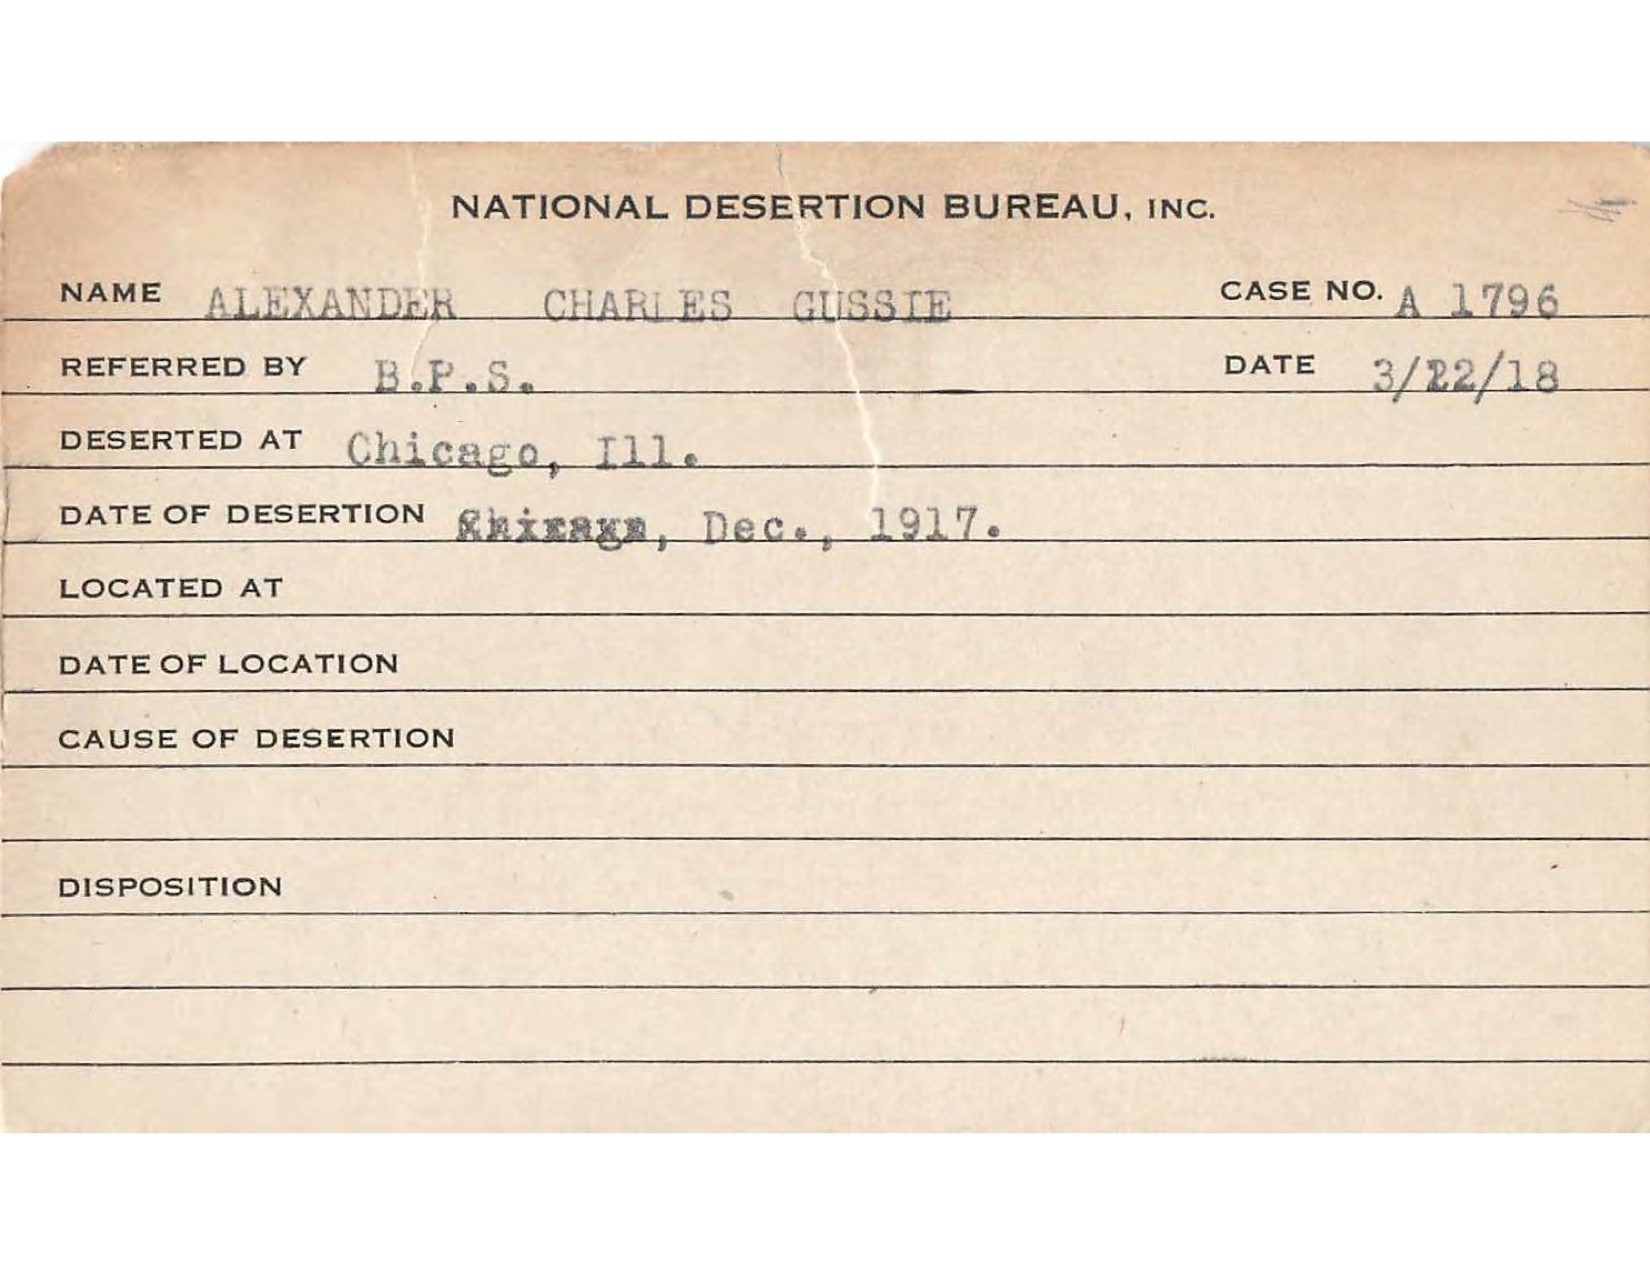 NATIONAL DESERTION BUREAU, INC.
NAME ALEXANDER CHARLES GUSSIE CASE NO. A 1796
REFERRED BY B.P.S. DATE 3/22/18
DESERTED AT Chicago, Ill.
DATE OF DESERTION Dec., 1917.
LOCATED AT
DATE OF LOCATION
CAUSE OF DESERTION
DISPOSITION